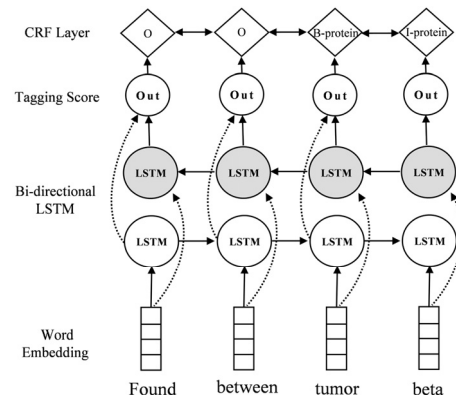 CRF Layer O O B-protein I-protein
Tagging Score Out Out Out Out
LSTM LSTM LSTM LSTM
Bi-directional
LSTM
LSTM LSTM LSTM LSTM
Word
Embedding
Found between tumor beta